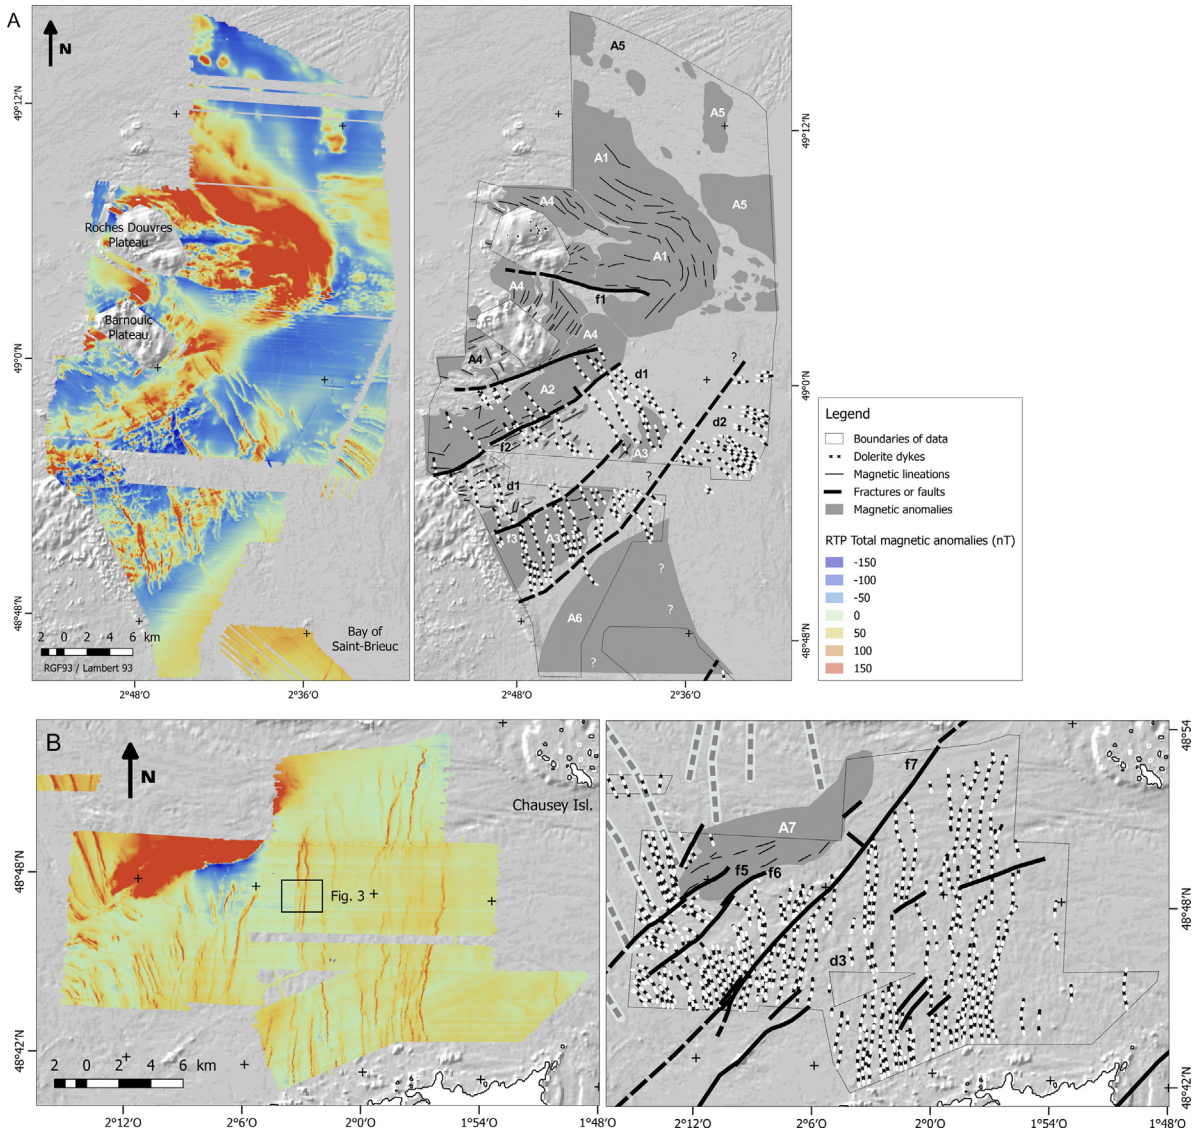 A
N
49°12'N
49°0'N
48°48'N
Roches Douvres
Plateau
Barnouic
Plateau
2 0 2 4 6 km
RGF93 / Lambert 93
Bay of
Saint-Brieuc
2°48'O
2°36'O
A5
A5
A1
A5
A4
A1
A4
f1
A4
A4
?
d1
A2
d2
f2
A3
?
d1
f3
A3
?
?
A6
?
49°12'N
49°0'N
48°48'N
2°48'O
2°36'O
Legend
Boundaries of data
Dolerite dykes
Magnetic lineations
Fractures or faults
Magnetic anomalies
RTP Total magnetic anomalies (nT)
-150
-100
-50
0
50
100
150
B
N
Chausey Isl.
Fig. 3
48°48'N
48°42'N
2 0 2 4 6 km
2°12'O
2°6'O
2°0'O
1°54'O
1°48'O
f7
A7
f5
f6
d3
48°54
48°48'N
48°42'N
2°12'O
2°6'O
2°0'O
1°54'O
1°48'O